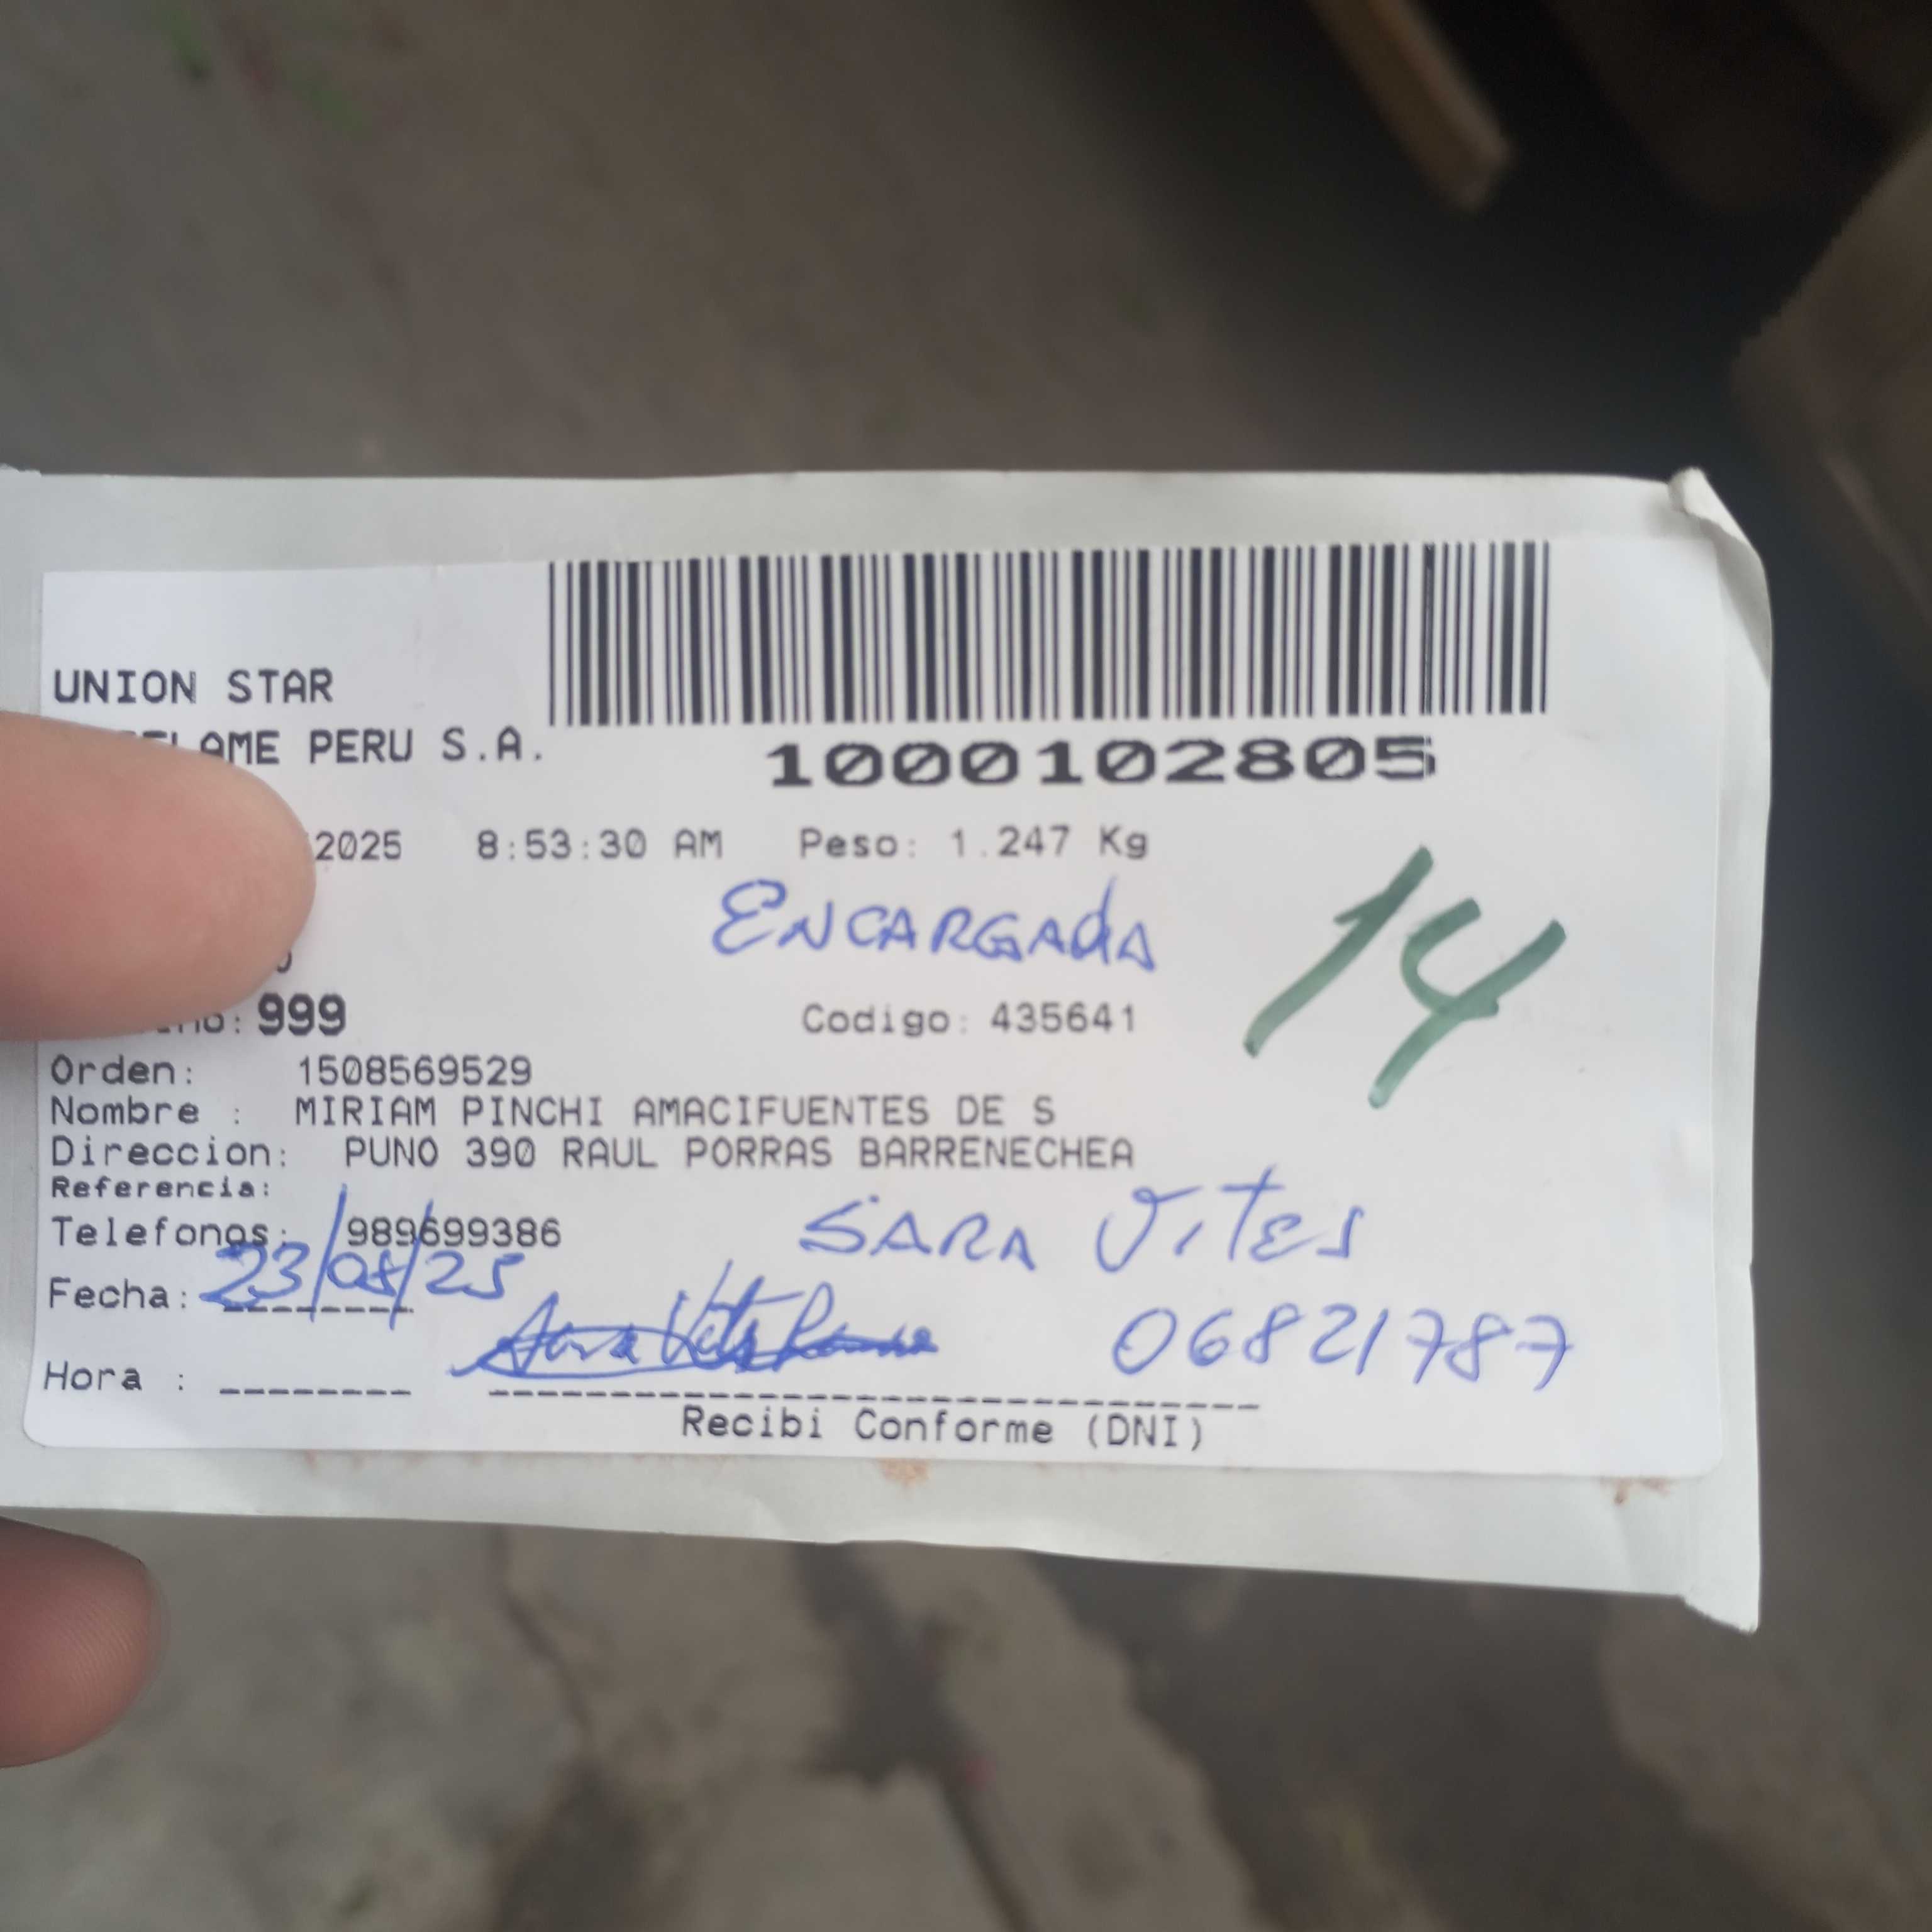 UNION STAR
PERU S.A.
1000102805
2025 8:53:30 AM Peso: 1.247 Kg
ENCARGADA
14
999
Codigo: 435641
Orden: 1508569529
Nombre : MIRIAM PINCHI AMACIFUENTES DE S
Direccion: PUNO 390 RAUL PORRAS BARRENECHEA
Referencia:
Telefonos: 989699386
SARA VITES
Fecha: 23/08/25
06821787
Hora :
Recibi Conforme (DNI)